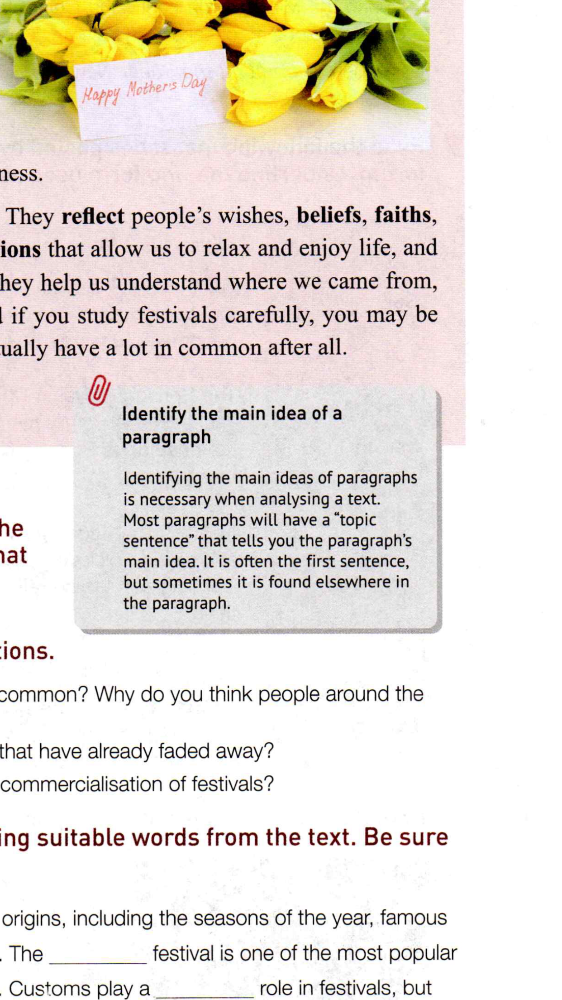 Happy Mother's Day
ness.
They reflect people's wishes, beliefs, faiths,
ions that allow us to relax and enjoy life, and
hey help us understand where we came from,
if you study festivals carefully, you may be
ually have a lot in common after all.
Identify the main idea of a
paragraph
Identifying the main ideas of paragraphs
is necessary when analysing a text.
Most paragraphs will have a “topic
sentence” that tells you the paragraph's
main idea. It is often the first sentence,
but sometimes it is found elsewhere in
the paragraph.
he
hat
tions.
common? Why do you think people around the
that have already faded away?
commercialisation of festivals?
ing suitable words from the text. Be sure
origins, including the seasons of the year, famous
. The ________ festival is one of the most popular
. Customs play a ________ role in festivals, but